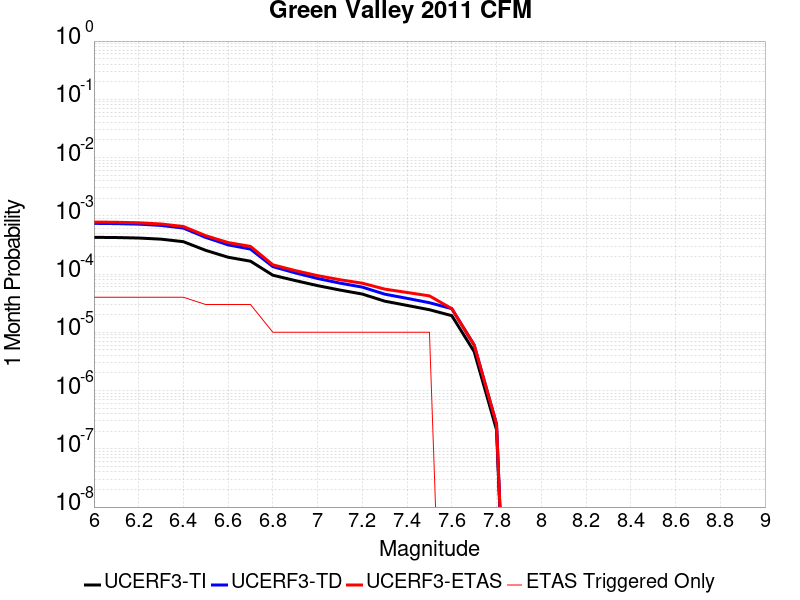 Green Valley 2011 CFM
10^0
10^-1
10^-2
10^-3
10^-4
10^-5
10^-6
10^-7
10^-8
1 Month Probability
6 6.2 6.4 6.6 6.8 7 7.2 7.4 7.6 7.8 8 8.2 8.4 8.6 8.8 9
Magnitude
UCERF3-TI UCERF3-TD UCERF3-ETAS ETAS Triggered Only